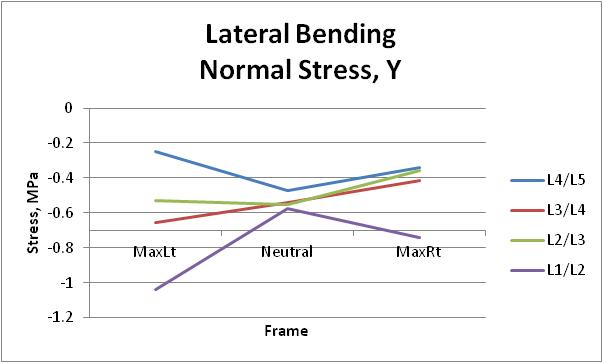 Lateral Bending
Normal Stress, Y
0
-0.2
-0.4
-0.6
-0.8
-1
-1.2
Stress, MPa
MaxLt
Neutral
MaxRt
Frame
L4/L5
L3/L4
L2/L3
L1/L2